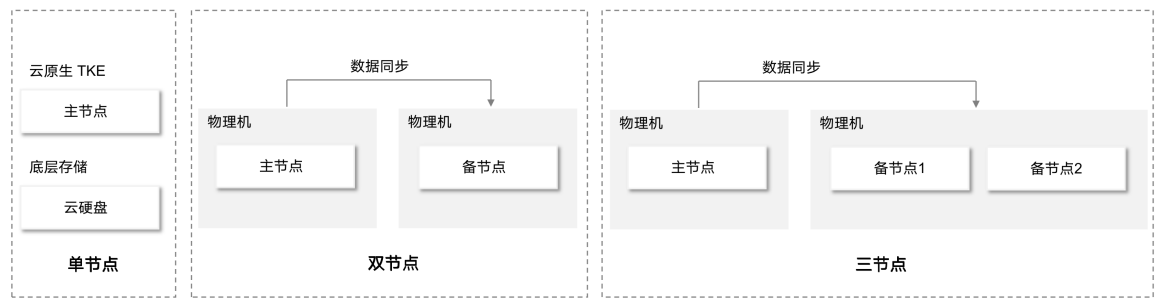 云原生 TKE
主节点
底层存储
云硬盘
单节点
数据同步
物理机
主节点
物理机
备节点
双节点
数据同步
物理机
主节点
物理机
备节点1
备节点2
三节点